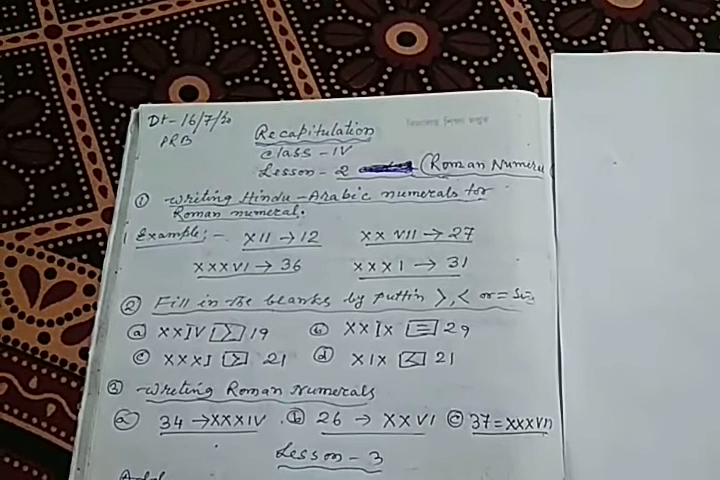 Dt - 16/7/20
PRB
Recapitulation
Class - IV
Lesson - 2 (Roman Numeru
① Writing Hindu-Arabic numerals for
Roman numeral.
Example:- XII → 12 XXVII → 27
XXXVI → 36 XXXI → 31
② Fill in the blanks by puttin >, < or =
ⓐ XXIV [>] 19 ⓑ XXIX [=] 29
ⓒ XXXI [>] 21 ⓓ XIX [<] 21
③ Writing Roman Numerals
ⓐ 34 → XXXIV. ⓑ 26 → XXVI ⓒ 37 = XXXVII
Lesson - 3